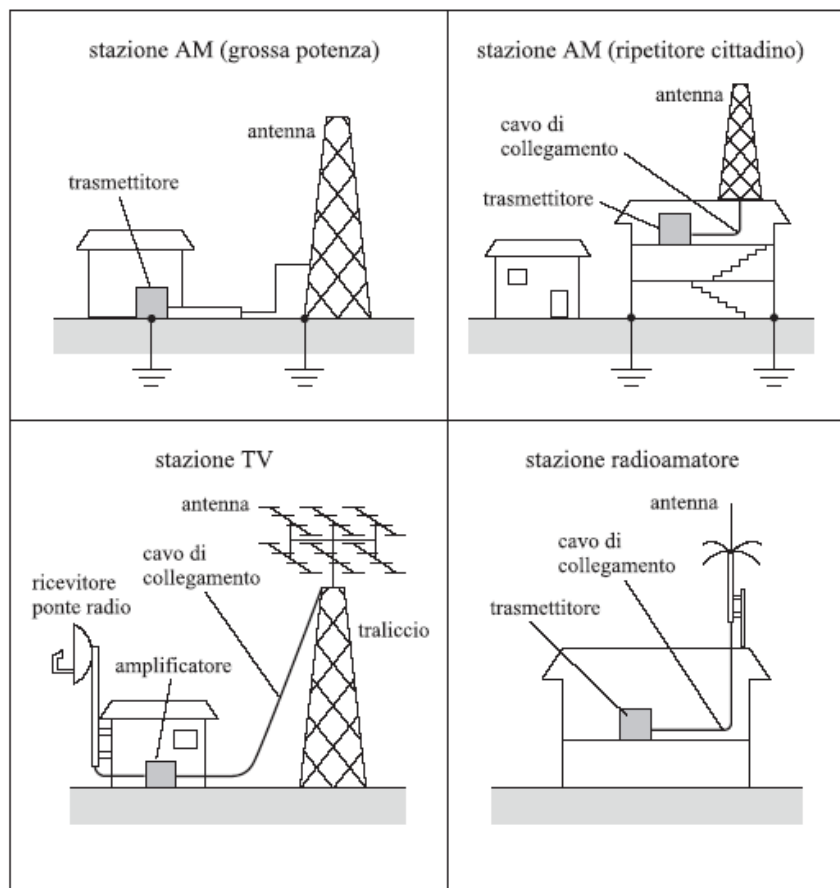 stazione AM (grossa potenza)
antenna
trasmettitore
stazione AM (ripetitore cittadino)
antenna
cavo di
collegamento
trasmettitore
stazione TV
antenna
cavo di
collegamento
ricevitore
ponte radio
traliccio
amplificatore
stazione radioamatore
antenna
cavo di
collegamento
trasmettitore